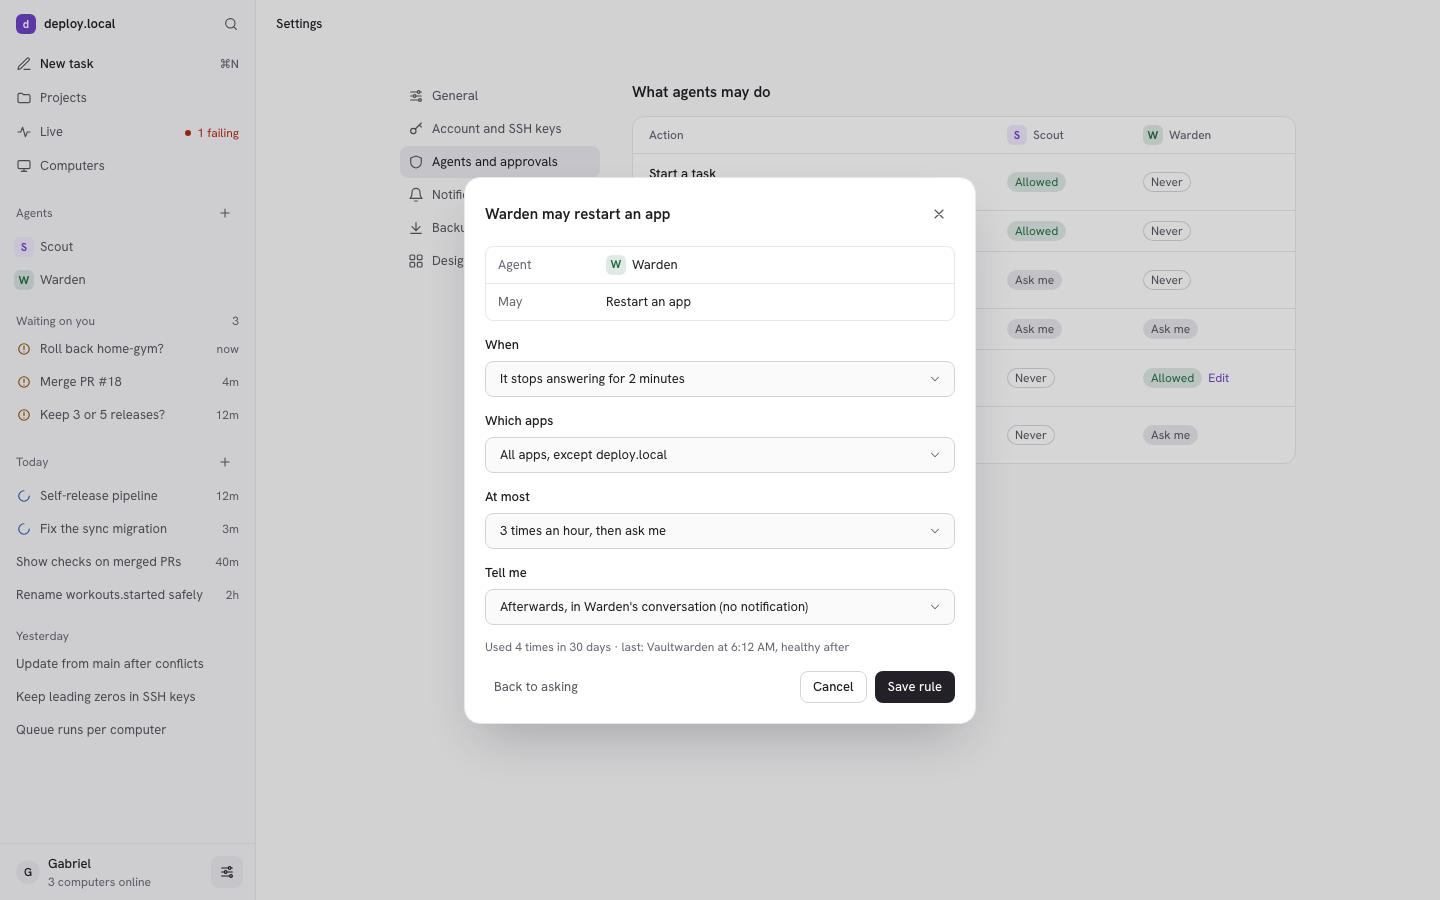 d deploy.local
New task ⌘N
Projects
Live 1 failing
Computers
Agents
S Scout
W Warden
Waiting on you 3
Roll back home-gym? now
Merge PR #18 4m
Keep 3 or 5 releases? 12m
Today
Self-release pipeline 12m
Fix the sync migration 3m
Show checks on merged PRs 40m
Rename workouts.started safely 2h
Yesterday
Update from main after conflicts
Keep leading zeros in SSH keys
Queue runs per computer
G Gabriel
3 computers online
Settings
General
Account and SSH keys
Agents and approvals
What agents may do
Action S Scout W Warden
Start a task
Allowed Never
Allowed Never
Ask me Never
Ask me Ask me
Never Allowed Edit
Never Ask me
Warden may restart an app
Agent W Warden
May Restart an app
When
It stops answering for 2 minutes
Which apps
All apps, except deploy.local
At most
3 times an hour, then ask me
Tell me
Afterwards, in Warden's conversation (no notification)
Used 4 times in 30 days · last: Vaultwarden at 6:12 AM, healthy after
Back to asking Cancel Save rule